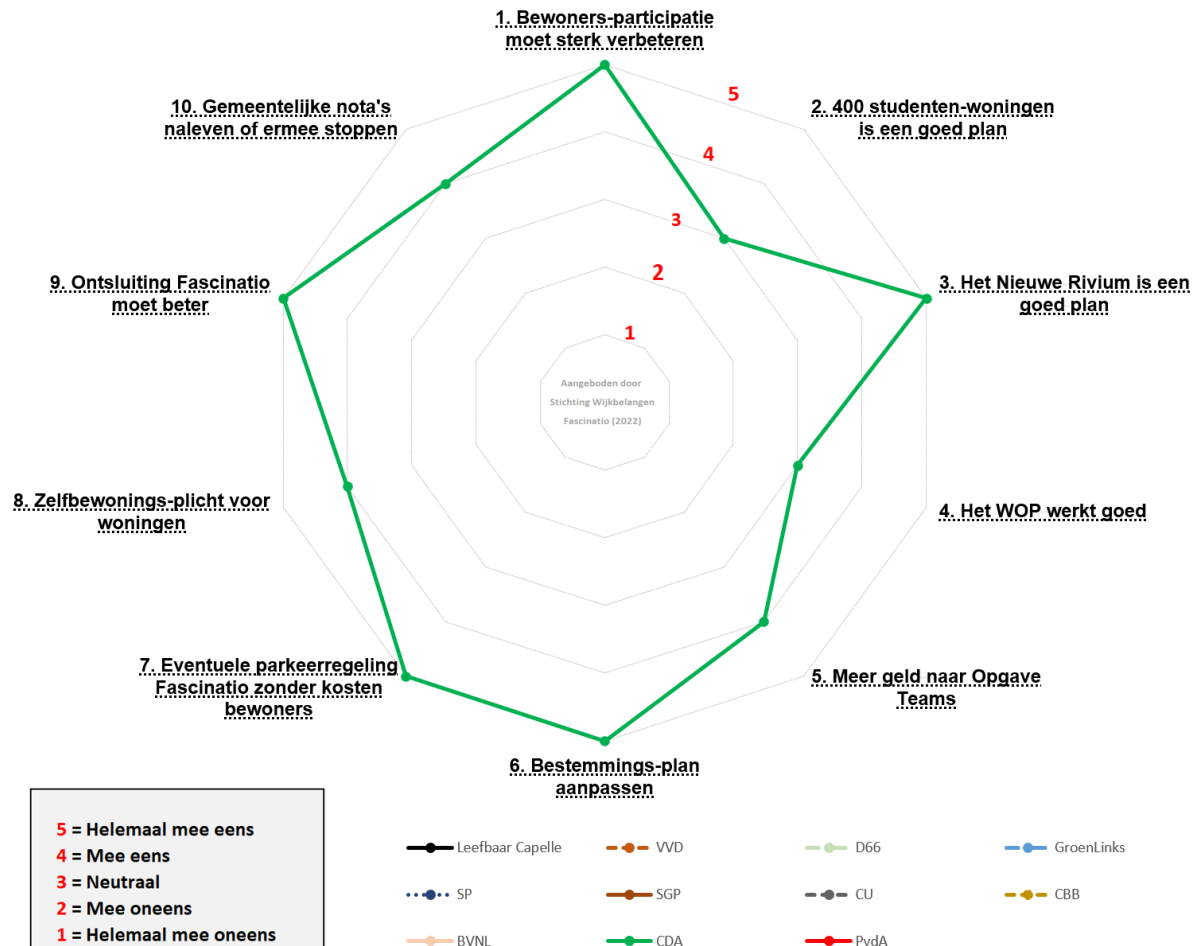 1. Bewoners-participatie
moet sterk verbeteren
10. Gemeentelijke nota's
naleven of ermee stoppen
5
2. 400 studenten-woningen
is een goed plan
4
3
9. Ontsluiting Fascinatio
moet beter
2
3. Het Nieuwe Rivium is een
goed plan
1
Aangeboden door
Stichting Wijkbelangen
Fascinatio (2022)
8. Zelfbewonings-plicht voor
woningen
4. Het WOP werkt goed
7. Eventuele parkeerregeling
Fascinatio zonder kosten
bewoners
5. Meer geld naar Opgave
Teams
6. Bestemmings-plan
aanpassen
5 = Helemaal mee eens
4 = Mee eens
3 = Neutraal
2 = Mee oneens
1 = Helemaal mee oneens
Leefbaar Capelle VVD D66 GroenLinks
SP SGP CU CBB
BVNL CDA PvdA